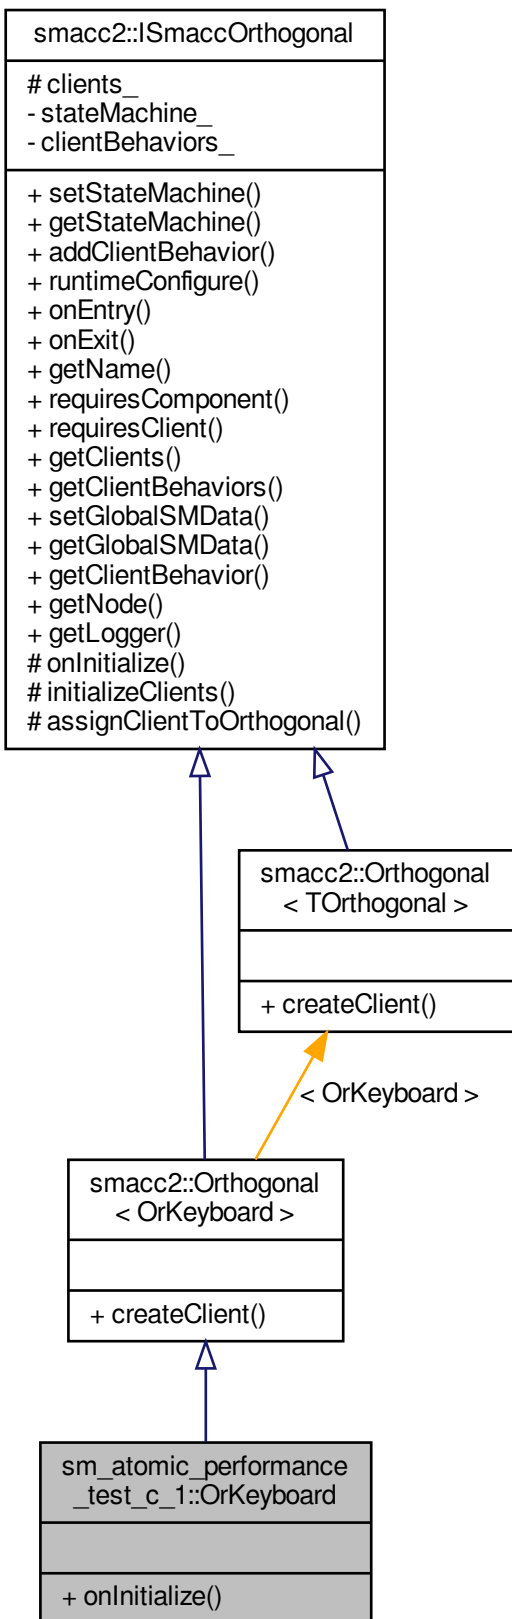 smacc2::ISmaccOrthogonal
# clients_
- stateMachine_
- clientBehaviors_
+ setStateMachine()
+ getStateMachine()
+ addClientBehavior()
+ runtimeConfigure()
+ onEntry()
+ onExit()
+ getName()
+ requiresComponent()
+ requiresClient()
+ getClients()
+ getClientBehaviors()
+ setGlobalSMData()
+ getGlobalSMData()
+ getClientBehavior()
+ getNode()
+ getLogger()
# onInitialize()
# initializeClients()
# assignClientToOrthogonal()
smacc2::Orthogonal
< TOrthogonal >
+ createClient()
< OrKeyboard >
smacc2::Orthogonal
< OrKeyboard >
+ createClient()
sm_atomic_performance
_test_c_1::OrKeyboard
+ onInitialize()